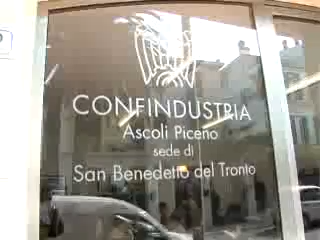 CONFINDUSTRIA
Ascoli Piceno
sede di
San Benedetto del Tronto